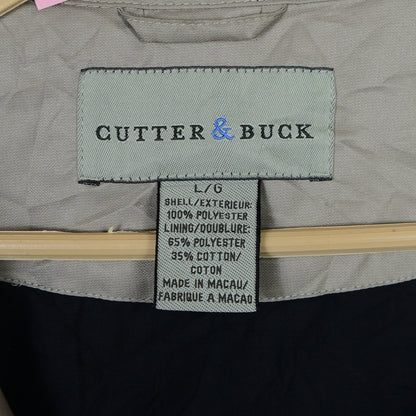 CUTTER & BUCK
L/G
SHELL/EXTERIEUR:
100% POLYESTER
LINING/DOUBLURE:
65% POLYESTER
35% COTTON/
COTON
MADE IN MACAU/
FABRIQUE A MACAO